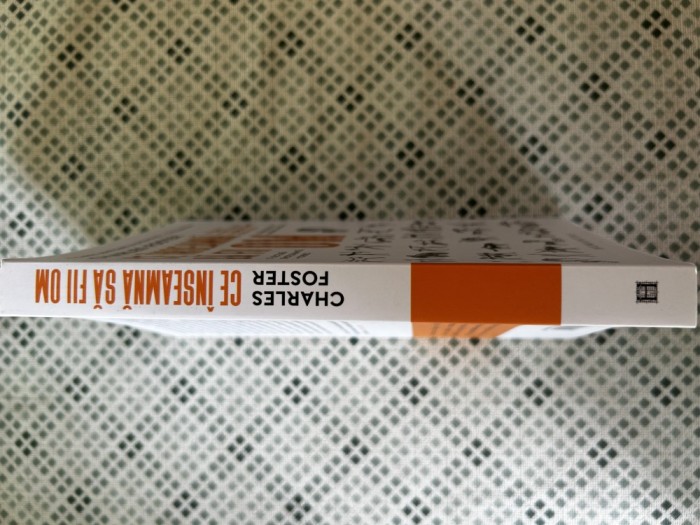 CHARLES
FOSTER
CE ÎNSEAMNĂ SĂ FII OM